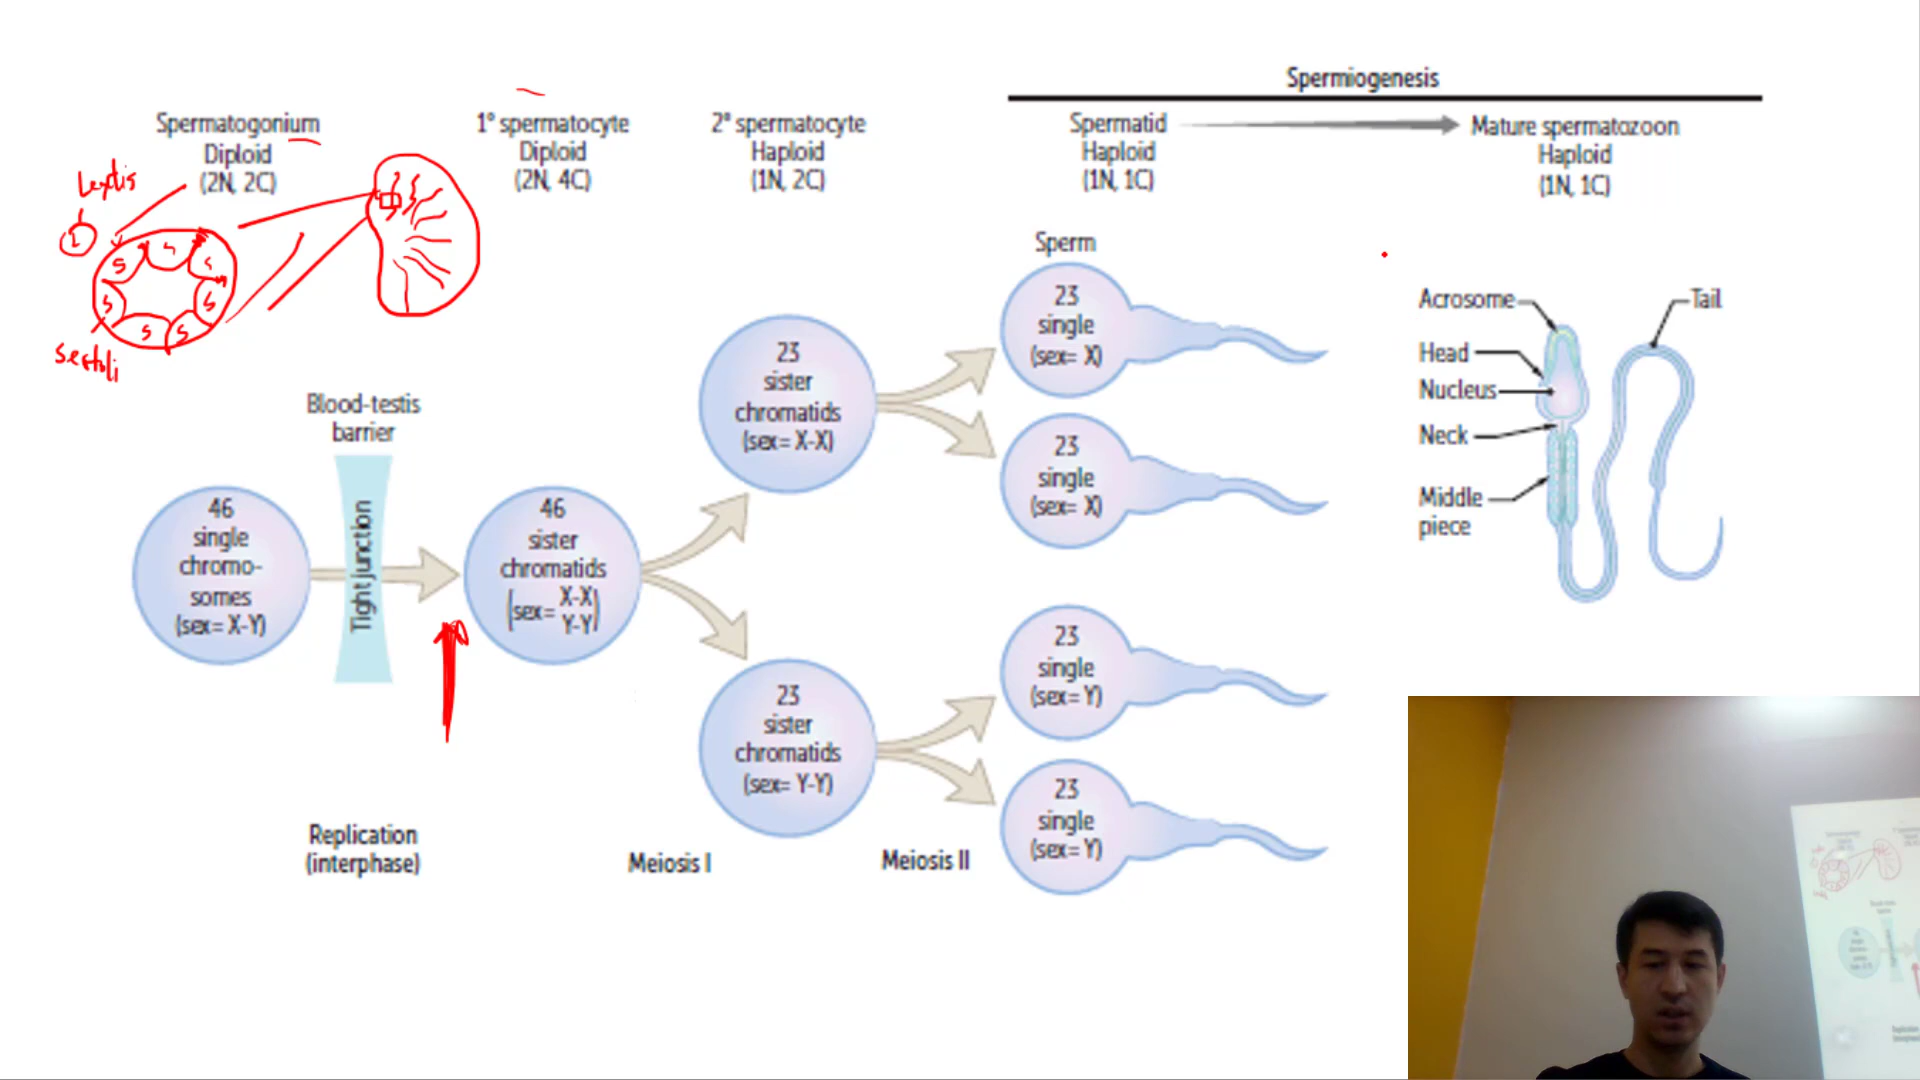 Spermiogenesis
Spermatogonium
Diploid
(2N, 2C)
1° spermatocyte
Diploid
(2N, 4C)
2° spermatocyte
Haploid
(1N, 2C)
Spermatid
Haploid
(1N, 1C)
Mature spermatozoon
Haploid
(1N, 1C)
L
S
S
S
S
S
S
S
Sertoli
Blood-testis
barrier
Tight junction
46
single
chromo-
somes
(sex= X-Y)
46
sister
chromatids
(sex= X-X
Y-Y)
23
sister
chromatids
(sex= X-X)
23
sister
chromatids
(sex= Y-Y)
Sperm
23
single
(sex= X)
23
single
(sex= X)
23
single
(sex= Y)
23
single
(sex= Y)
Acrosome
Head
Nucleus
Neck
Middle
piece
Tail
Replication
(interphase)
Meiosis I
Meiosis II